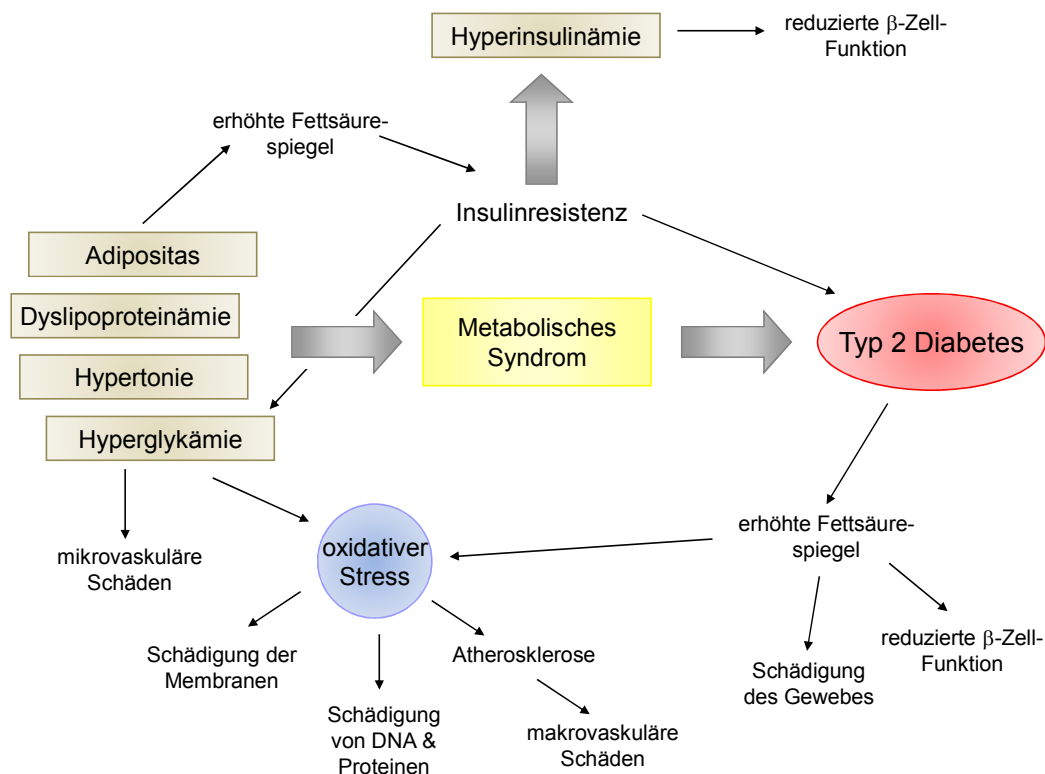 Hyperinsulinämie
reduzierte β-Zell-
Funktion
erhöhte Fettsäure-
spiegel
Insulinresistenz
Adipositas
Dyslipoproteinämie
Hypertonie
Hyperglykämie
Metabolisches
Syndrom
Typ 2 Diabetes
mikrovaskuläre
Schäden
oxidativer
Stress
erhöhte Fettsäure-
spiegel
Schädigung der
Membranen
Schädigung
von DNA &
Proteinen
Atherosklerose
makrovaskuläre
Schäden
Schädigung
des Gewebes
reduzierte β-Zell-
Funktion